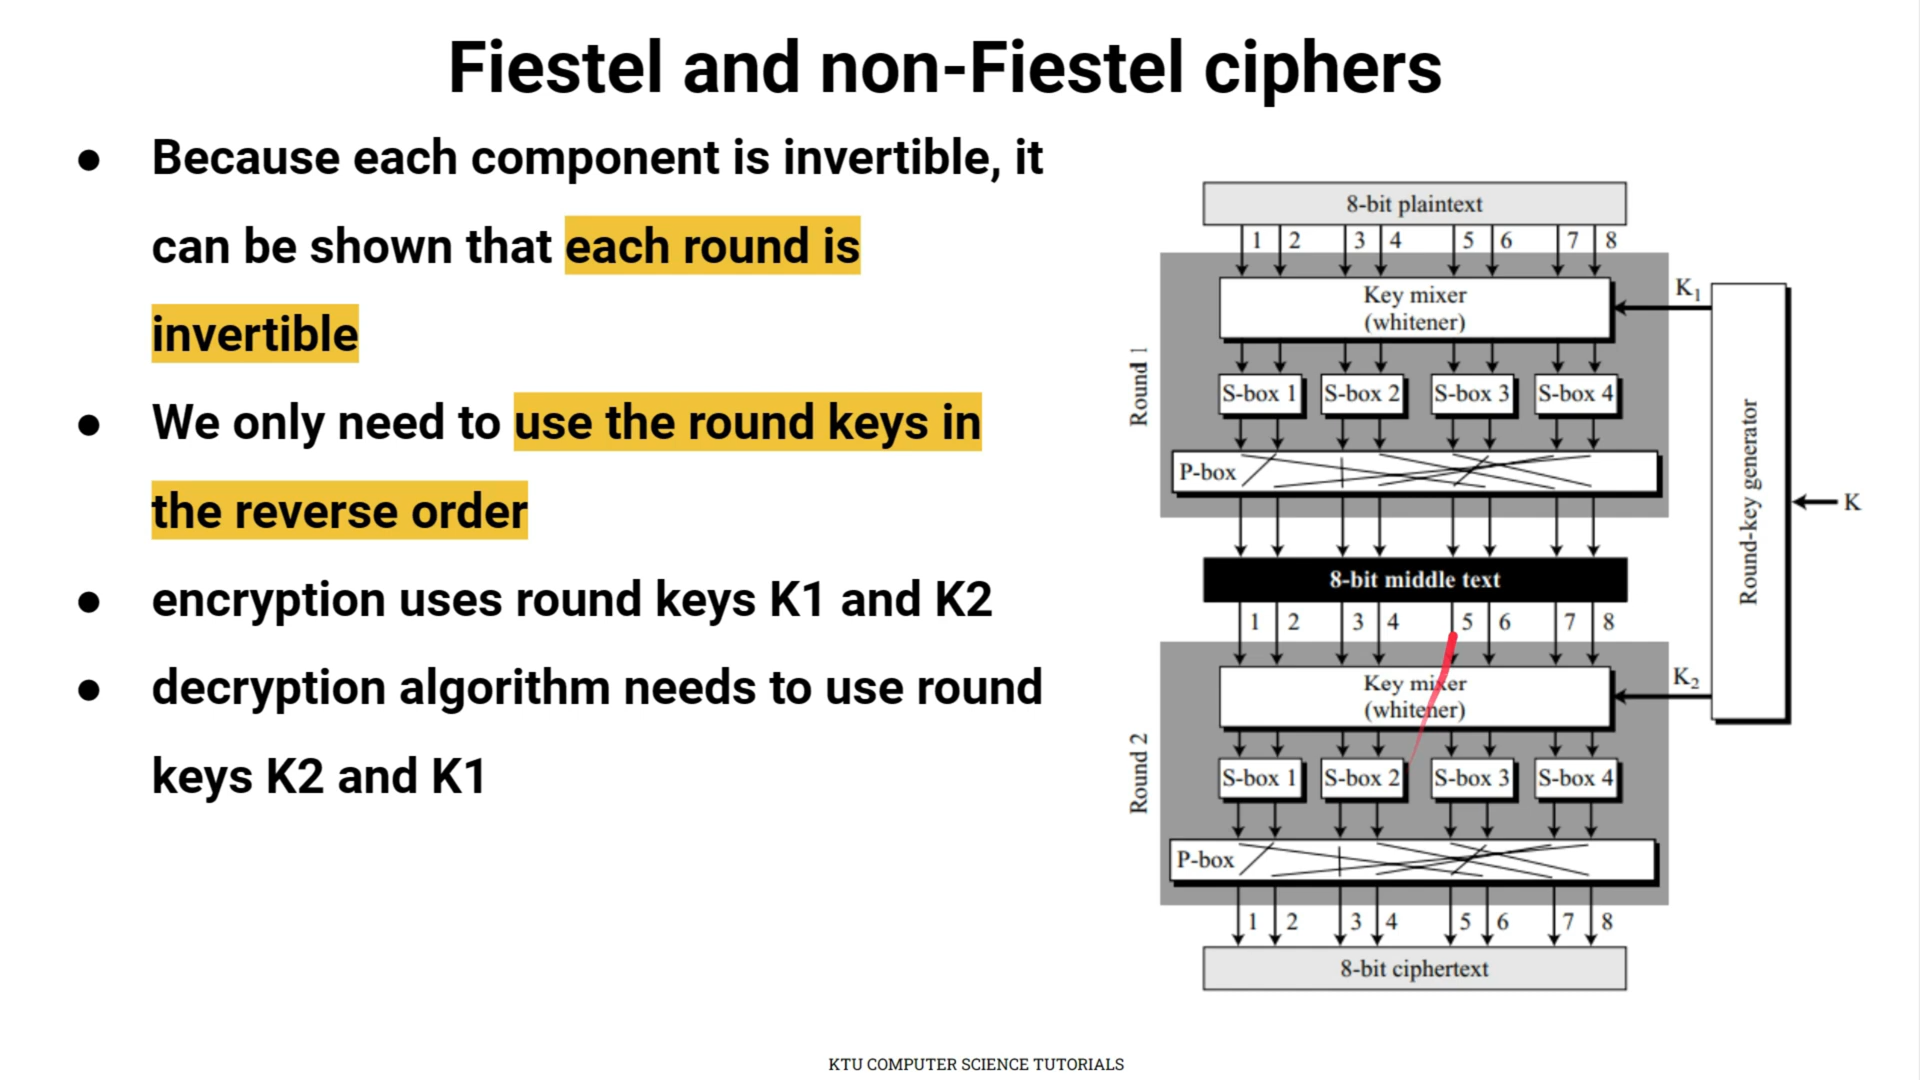 Fiestel and non-Fiestel ciphers
● Because each component is invertible, it
can be shown that each round is
invertible
● We only need to use the round keys in
the reverse order
● encryption uses round keys K1 and K2
● decryption algorithm needs to use round
keys K2 and K1
8-bit plaintext
1 2 3 4 5 6 7 8
Round 1
Key mixer
(whitener)
K1
S-box 1 S-box 2 S-box 3 S-box 4
P-box
Round-key generator
K
8-bit middle text
1 2 3 4 5 6 7 8
Round 2
Key mixer
(whitener)
K2
S-box 1 S-box 2 S-box 3 S-box 4
P-box
1 2 3 4 5 6 7 8
8-bit ciphertext
KTU COMPUTER SCIENCE TUTORIALS